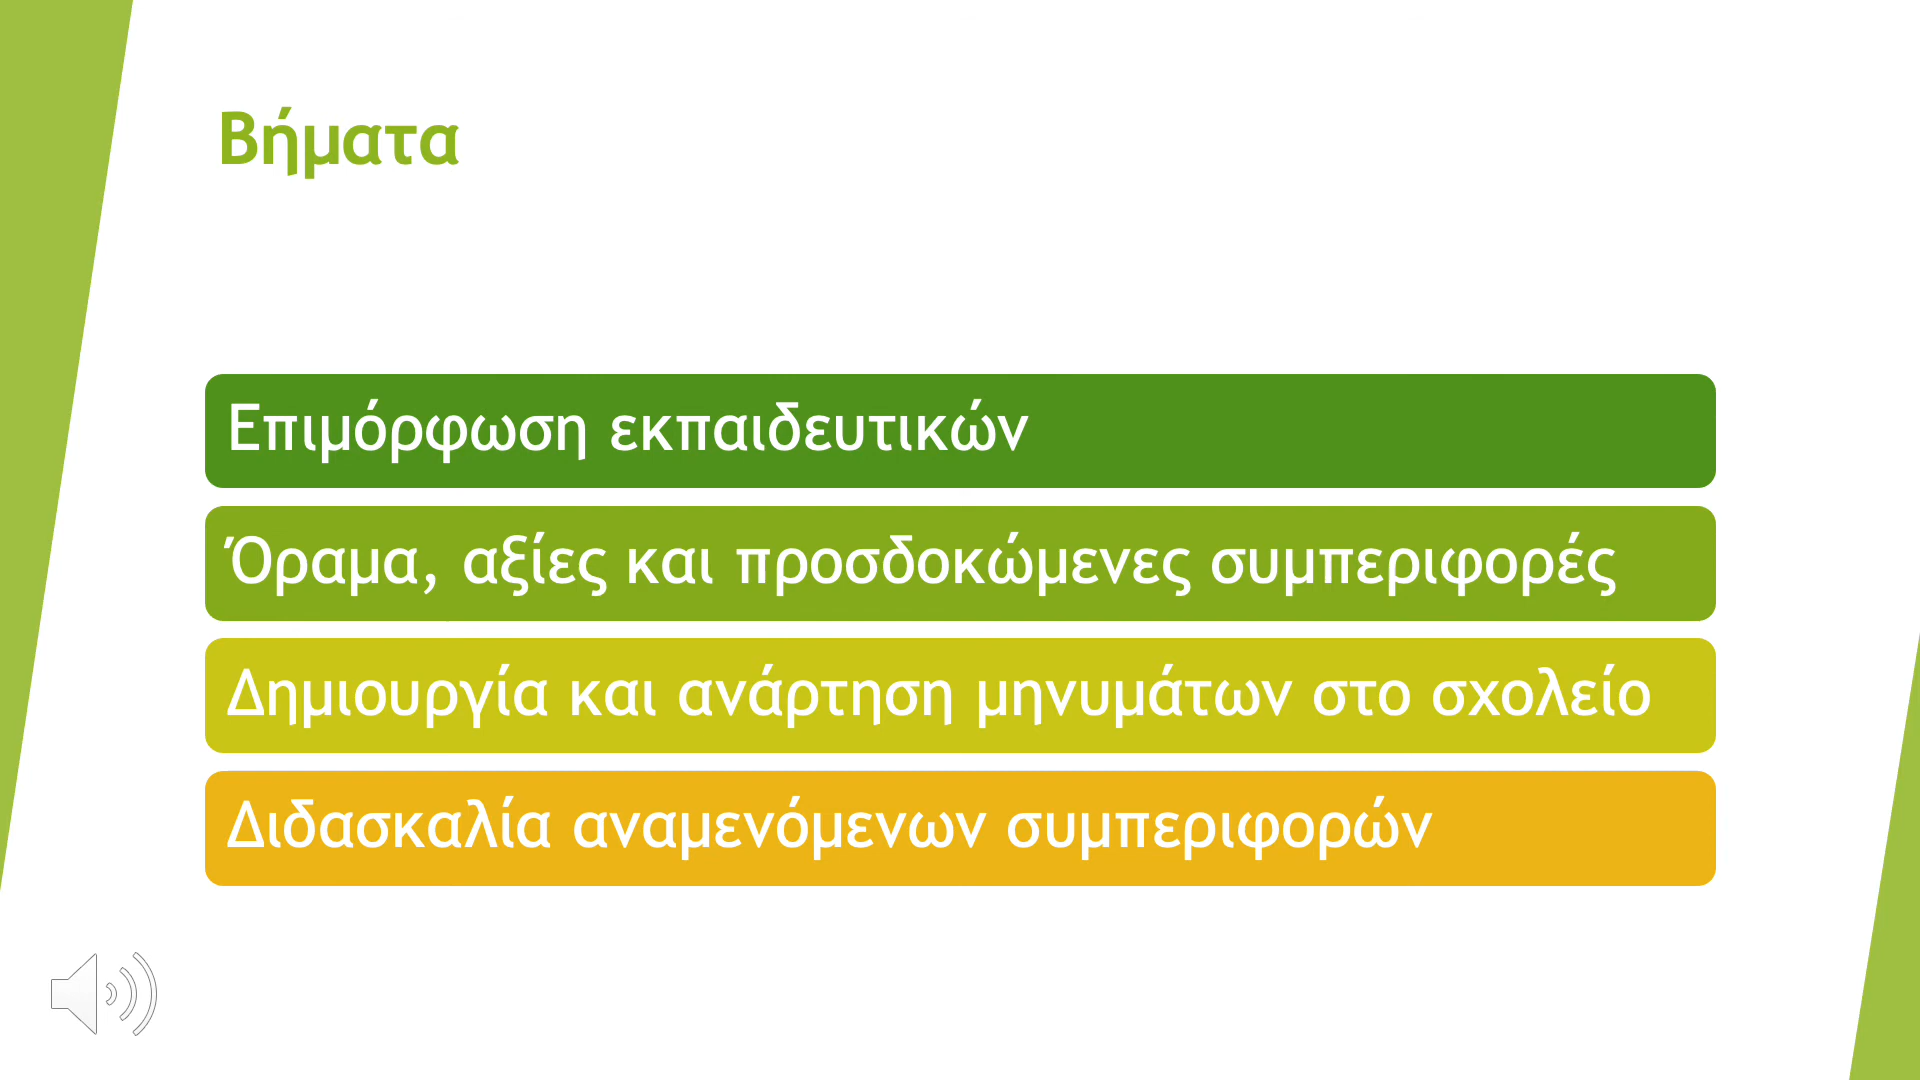 Βήματα
Επιμόρφωση εκπαιδευτικών
Όραμα, αξίες και προσδοκώμενες συμπεριφορές
Δημιουργία και ανάρτηση μηνυμάτων στο σχολείο
Διδασκαλία αναμενόμενων συμπεριφορών